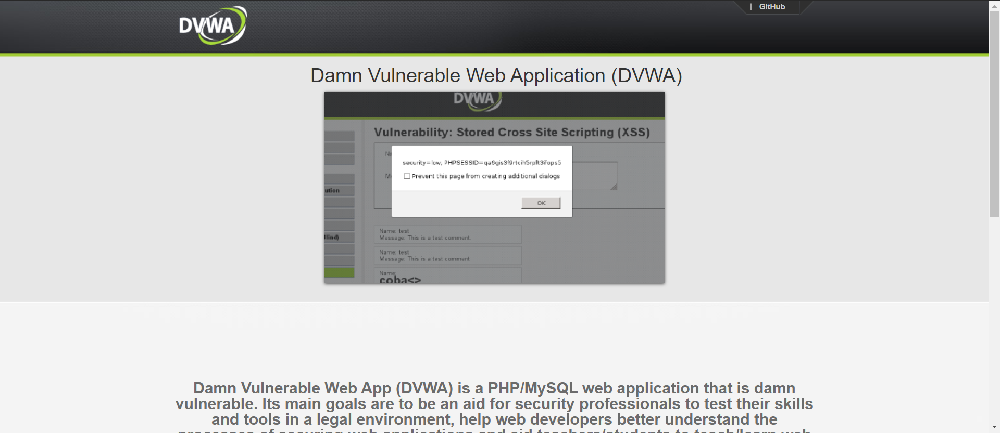 GitHub
DVWA
Damn Vulnerable Web Application (DVWA)
DVWA
Vulnerability: Stored Cross Site Scripting (XSS)
Na
security=low; PHPSESSID=qa6gis3f9rtcih5rpft3ifops5
M
Prevent this page from creating additional dialogs
ution
OK
Name: test
Message: This is a test comment.
Blind)
Name: test
Message: This is a test comment
Name:
coba<>
Damn Vulnerable Web App (DVWA) is a PHP/MySQL web application that is damn
vulnerable. Its main goals are to be an aid for security professionals to test their skills
and tools in a legal environment, help web developers better understand the
processes of securing web applications and aid teachers/students to teach/learn web